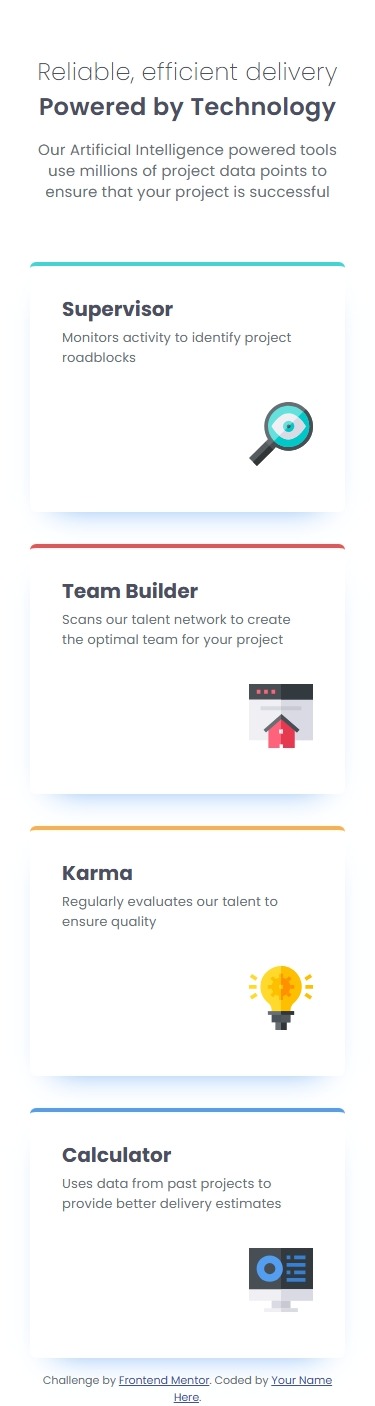 Reliable, efficient delivery
Powered by Technology
Our Artificial Intelligence powered tools
use millions of project data points to
ensure that your project is successful
Supervisor
Monitors activity to identify project
roadblocks
Team Builder
Scans our talent network to create
the optimal team for your project
Karma
Regularly evaluates our talent to
ensure quality
Calculator
Uses data from past projects to
provide better delivery estimates
Challenge by Frontend Mentor. Coded by Your Name
Here.